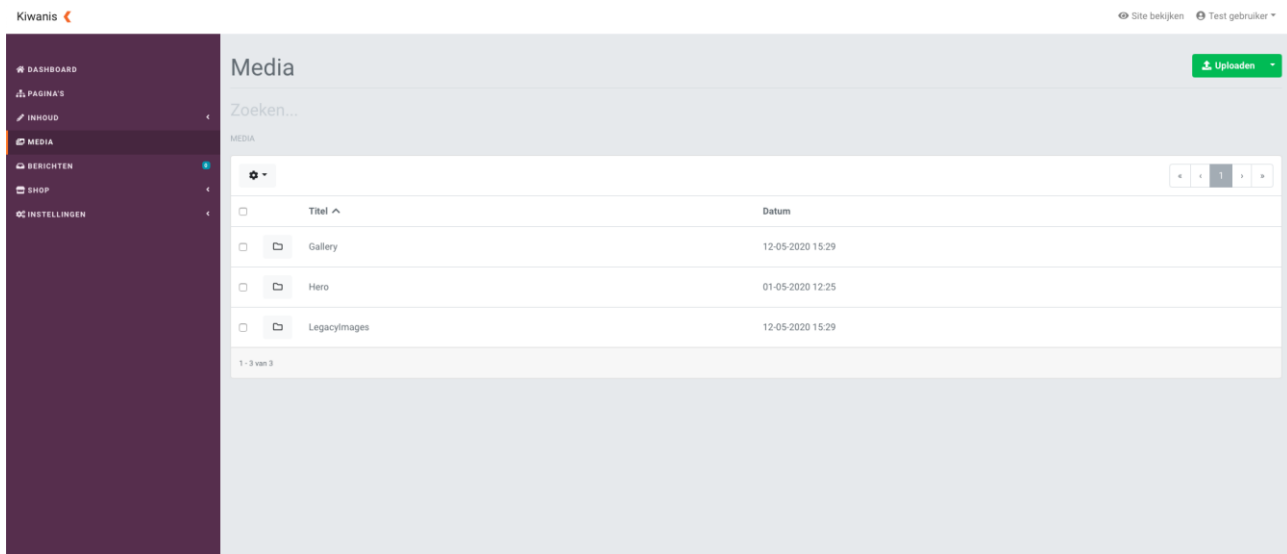 Kiwanis
Site bekijken Test gebruiker
DASHBOARD
PAGINA'S
INHOUD
MEDIA
BERICHTEN
SHOP
INSTELLINGEN
Media
Uploaden
Zoeken...
MEDIA
« ‹ 1 › »
Titel Datum
Gallery 12-05-2020 15:29
Hero 01-05-2020 12:25
LegacyImages 12-05-2020 15:29
1 - 3 van 3